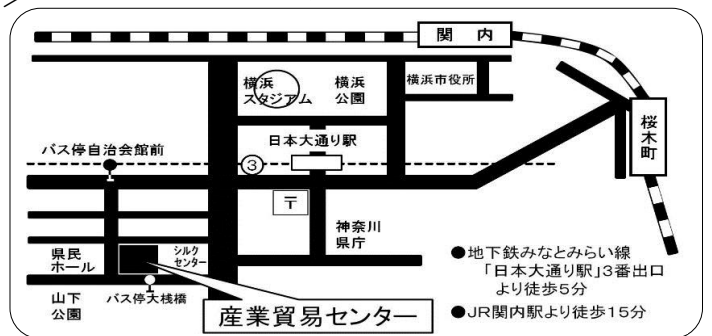 関 内
横浜
スタジアム
横浜
公園
横浜市役所
桜木町
日本大通り駅
バス停自治会館前
③
〒
神奈川
県庁
県民
ホール
シルク
センター
山下
公園
バス停大桟橋
産業貿易センター
●地下鉄みなとみらい線
「日本大通り駅」3番出口
より徒歩5分
●JR関内駅より徒歩15分